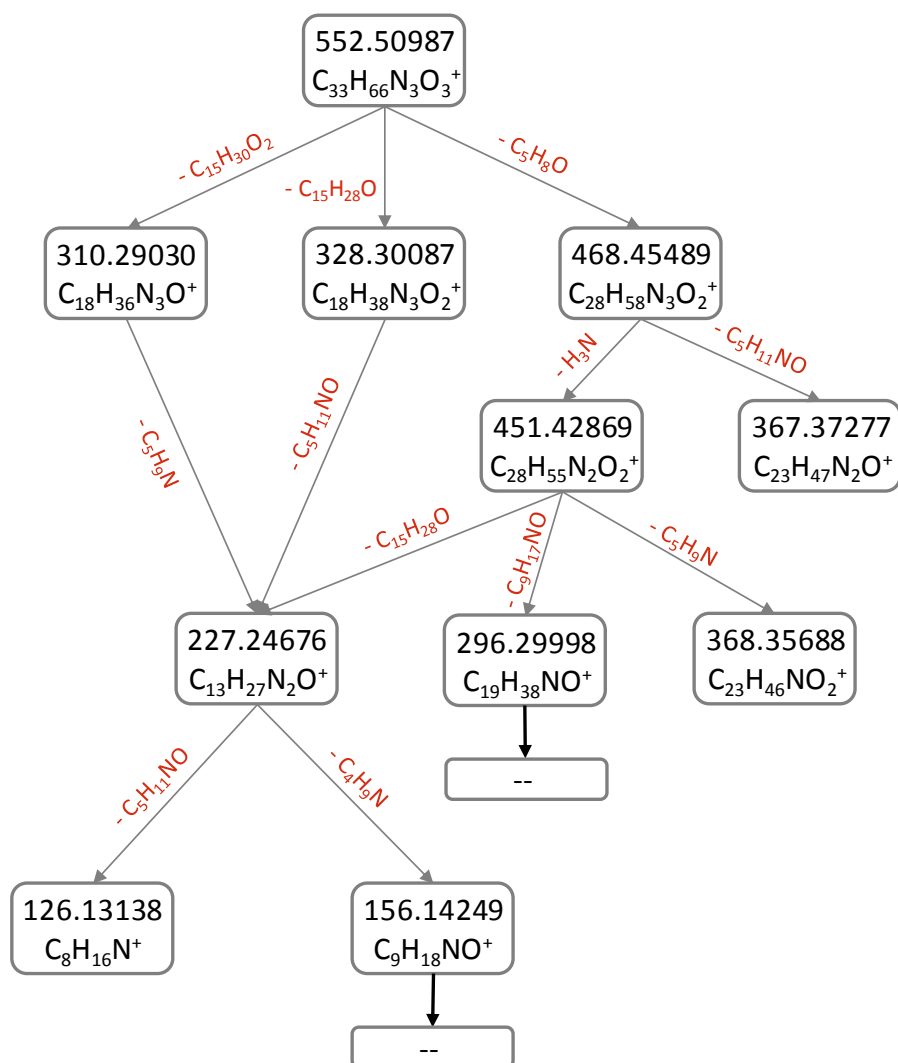 552.50987
C₃₃H₆₆N₃O₃⁺
- C₁₅H₃₀O₂
- C₁₅H₂₈O
- C₅H₈O
310.29030
C₁₈H₃₆N₃O⁺
328.30087
C₁₈H₃₈N₃O₂⁺
468.45489
C₂₈H₅₈N₃O₂⁺
- C₅H₉N
- C₅H₁₁NO
- H₃N
- C₅H₁₁NO
451.42869
C₂₈H₅₅N₂O₂⁺
367.37277
C₂₃H₄₇N₂O⁺
- C₁₅H₂₈O
- C₉H₁₇NO
- C₅H₉N
227.24676
C₁₃H₂₇N₂O⁺
296.29998
C₁₉H₃₈NO⁺
368.35688
C₂₃H₄₆NO₂⁺
--
- C₅H₁₁NO
- C₄H₉N
126.13138
C₈H₁₆N⁺
156.14249
C₉H₁₈NO⁺
--